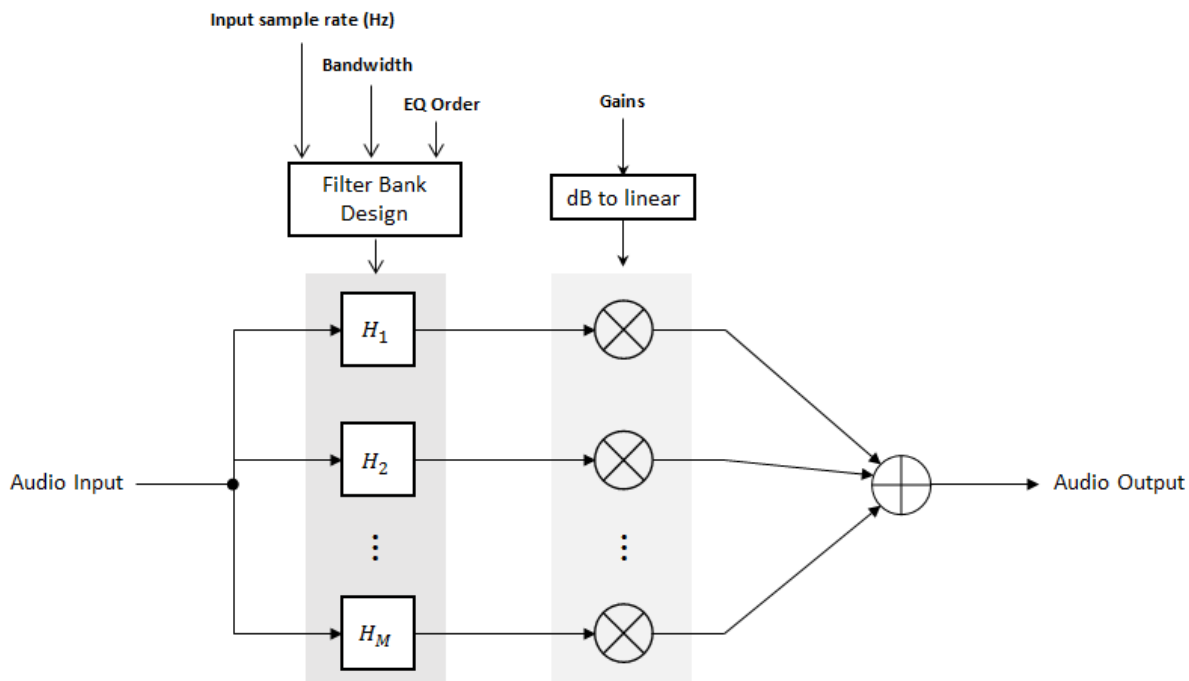 Input sample rate (Hz)
Bandwidth
EQ Order
Gains
Filter Bank
Design
dB to linear
H₁
H₂
Audio Input
Audio Output
⋮
⋮
H_M